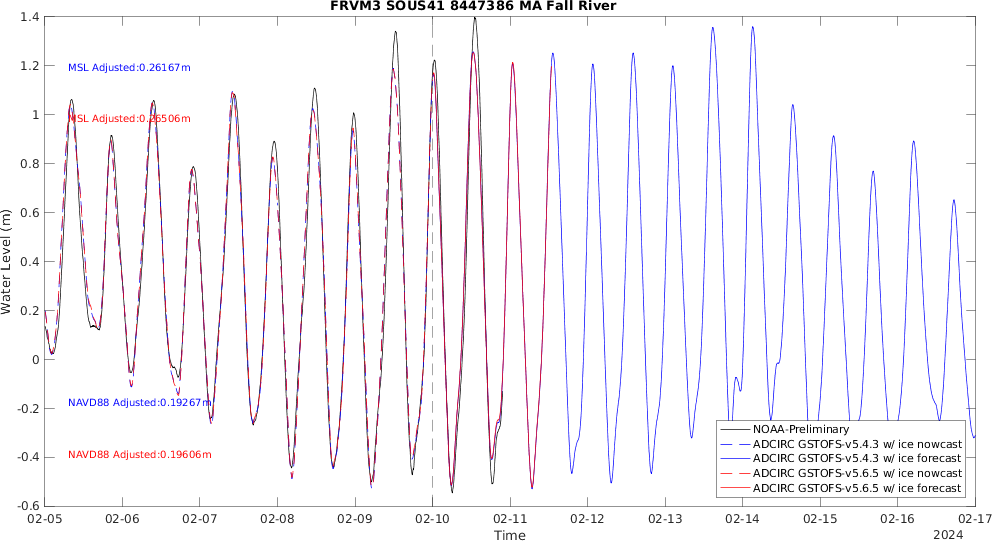 FRVM3 SOUS41 8447386 MA Fall River
1.4
1.2
1
0.8
0.6
0.4
0.2
0
-0.2
-0.4
-0.6
Water Level (m)
MSL Adjusted:0.26167m
MSL Adjusted:0.26506m
NAVD88 Adjusted:0.19267m
NAVD88 Adjusted:0.19606m
NOAA-Preliminary
ADCIRC GSTOFS-v5.4.3 w/ ice nowcast
ADCIRC GSTOFS-v5.4.3 w/ ice forecast
ADCIRC GSTOFS-v5.6.5 w/ ice nowcast
ADCIRC GSTOFS-v5.6.5 w/ ice forecast
02-05 02-06 02-07 02-08 02-09 02-10 02-11 02-12 02-13 02-14 02-15 02-16 02-17
Time
2024